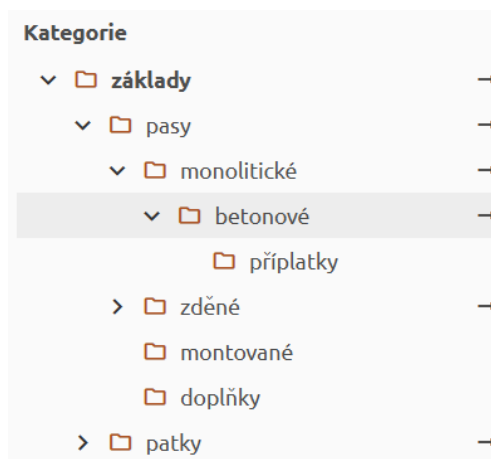 Kategorie
základy
pasy
monolitické
betonové
příplatky
zděné
montované
doplňky
patky